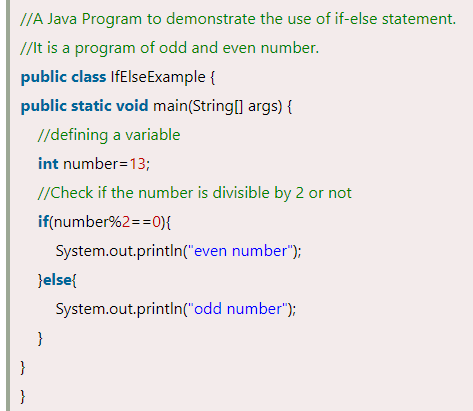 //A Java Program to demonstrate the use of if-else statement.
//It is a program of odd and even number.
public class IfElseExample {
public static void main(String[] args) {
    //defining a variable
    int number=13;
    //Check if the number is divisible by 2 or not
    if(number%2==0){
        System.out.println("even number");
    }else{
        System.out.println("odd number");
    }
}
}